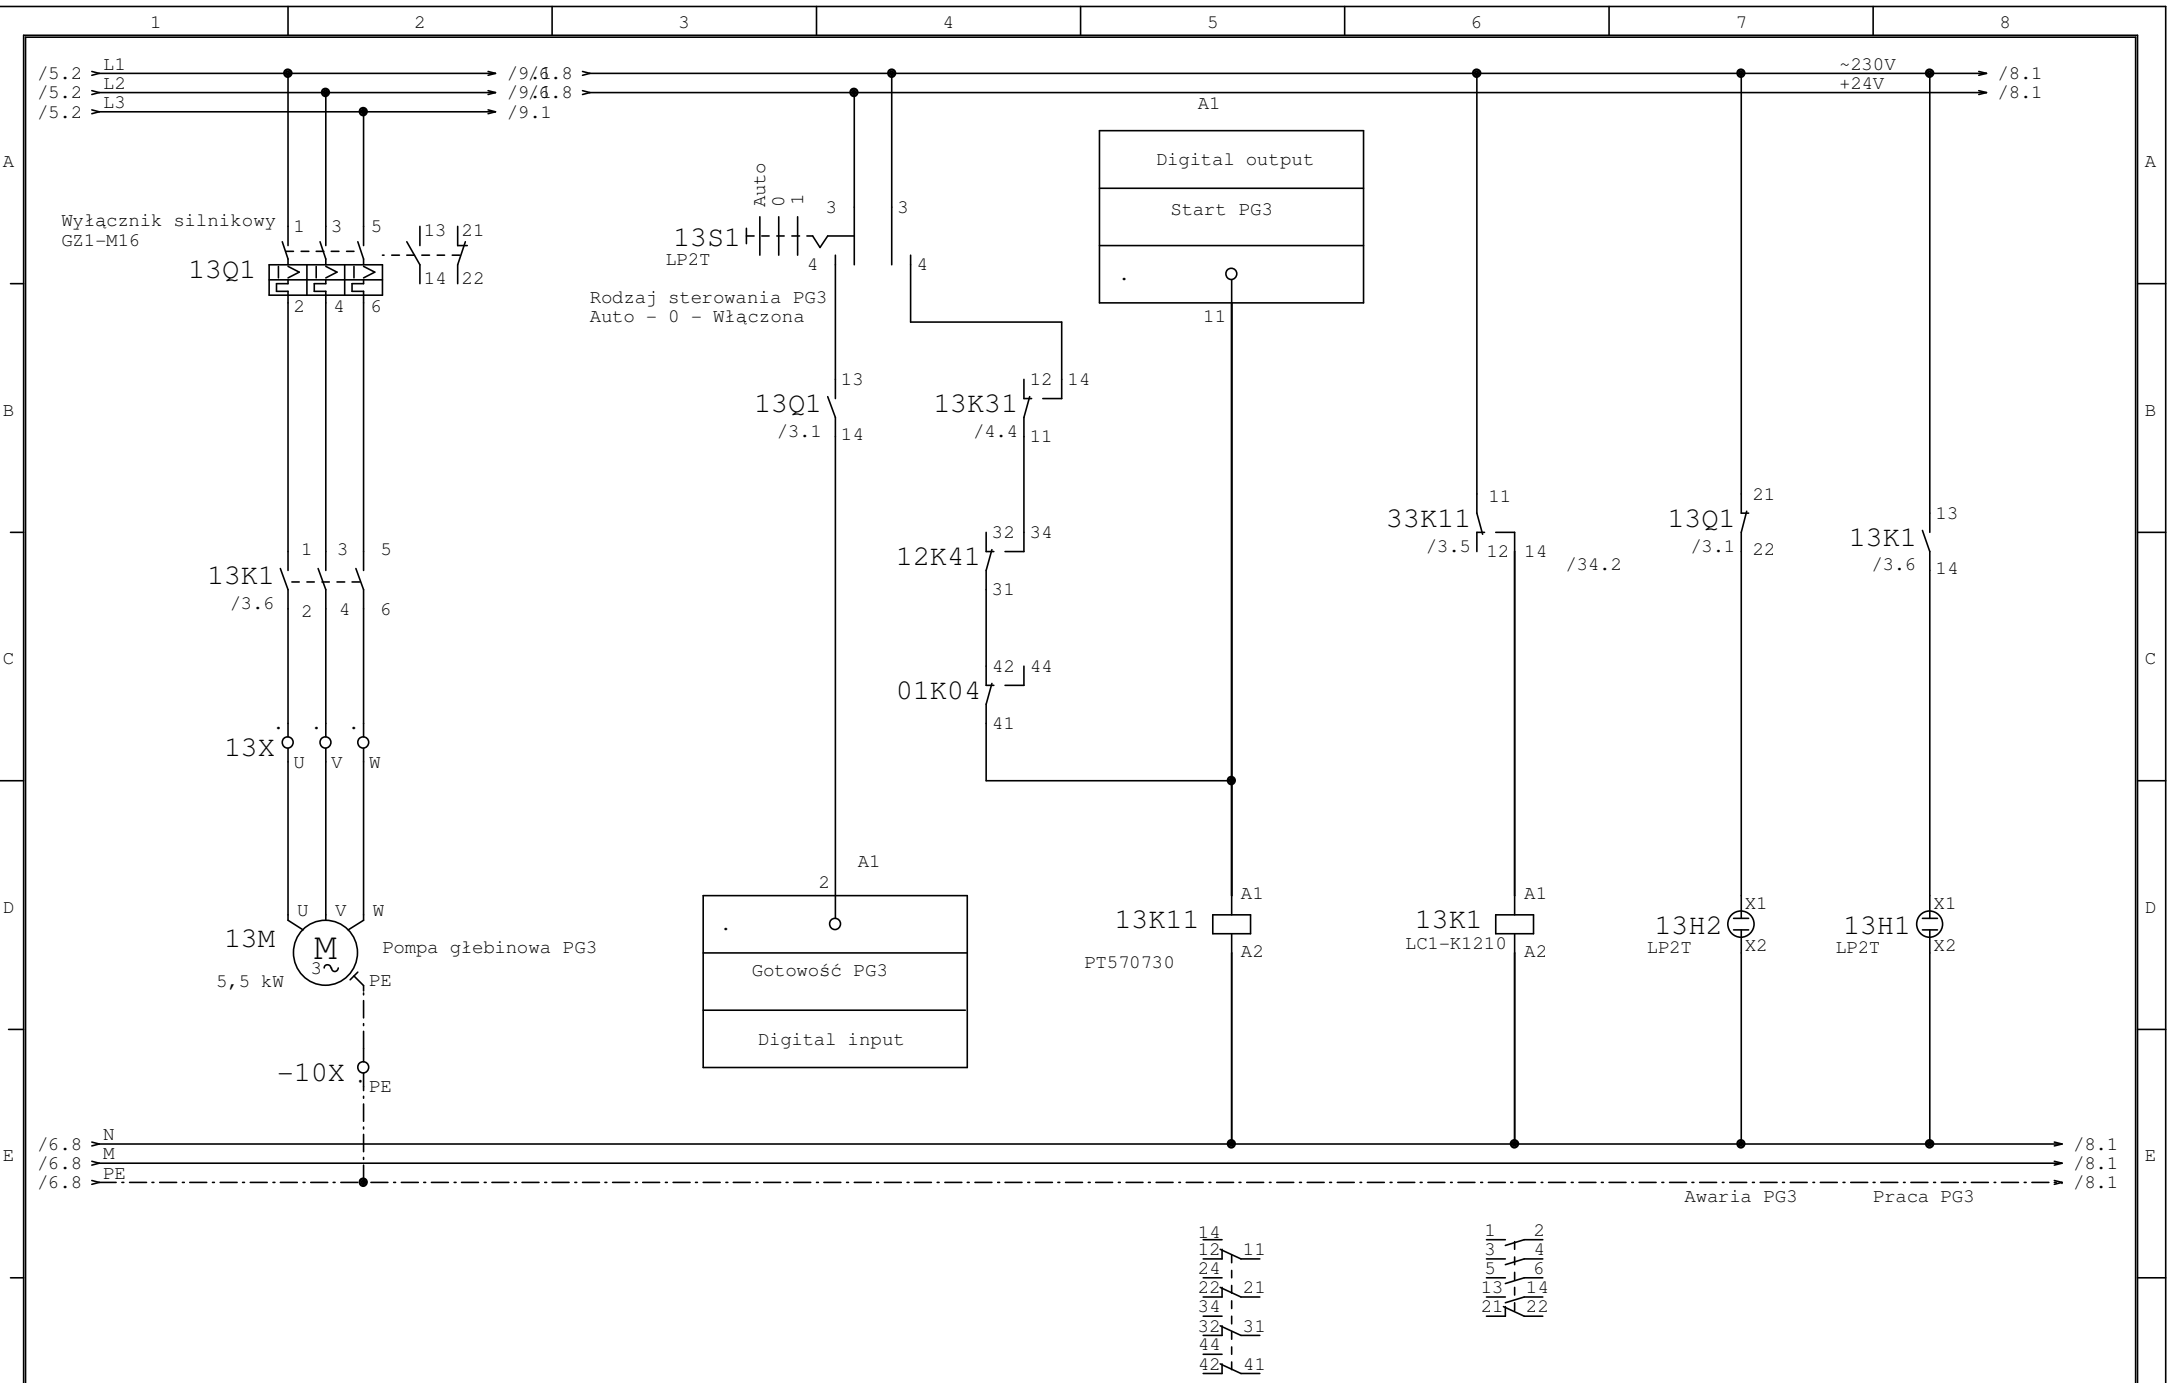 1 2 3 4 5 6 7 8
/5.2 L1 /9.1 /6.8 ~230V /8.1
/5.2 L2 /9.1 /6.8 +24V /8.1
/5.2 L3 /9.1
A1
A A
Digital output
Start PG3
.
11
Auto
0
1
Wyłącznik silnikowy
GZ1-M16
13Q1
1 3 5
2 4 6
13 21
14 22
13S1
LP2T
3 3
4 4
Rodzaj sterowania PG3
Auto - 0 - Włączona
B B
13Q1
/3.1
13
14
13K31
/4.4
12 14
11
12K41
32 34
31
01K04
42 44
41
33K11
/3.5
11
12 14
/34.2
13Q1
/3.1
21
22
13K1
/3.6
13
14
13K1
/3.6
1 3 5
2 4 6
C C
13X
. . .
U V W
D D
U V W
13M
M
3~
5,5 kW
Pompa głebinowa PG3
PE
-10X
.
PE
A1
2
.
Gotowość PG3
Digital input
13K11
PT570730
A1
A2
13K1
LC1-K1210
A1
A2
13H2
LP2T
X1
X2
13H1
LP2T
X1
X2
E E
/6.8 N /8.1
/6.8 M /8.1
/6.8 PE /8.1
Awaria PG3 Praca PG3
14
12 11
24
22 21
34
32 31
44
42 41
1 2
3 4
5 6
13 14
21 22